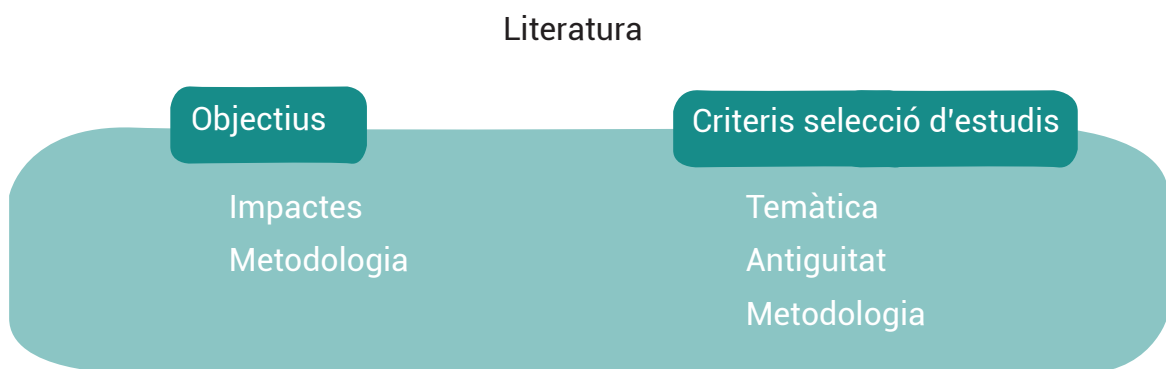 Literatura
Objectius
Impactes
Metodologia
Criteris selecció d'estudis
Temàtica
Antiguitat
Metodologia